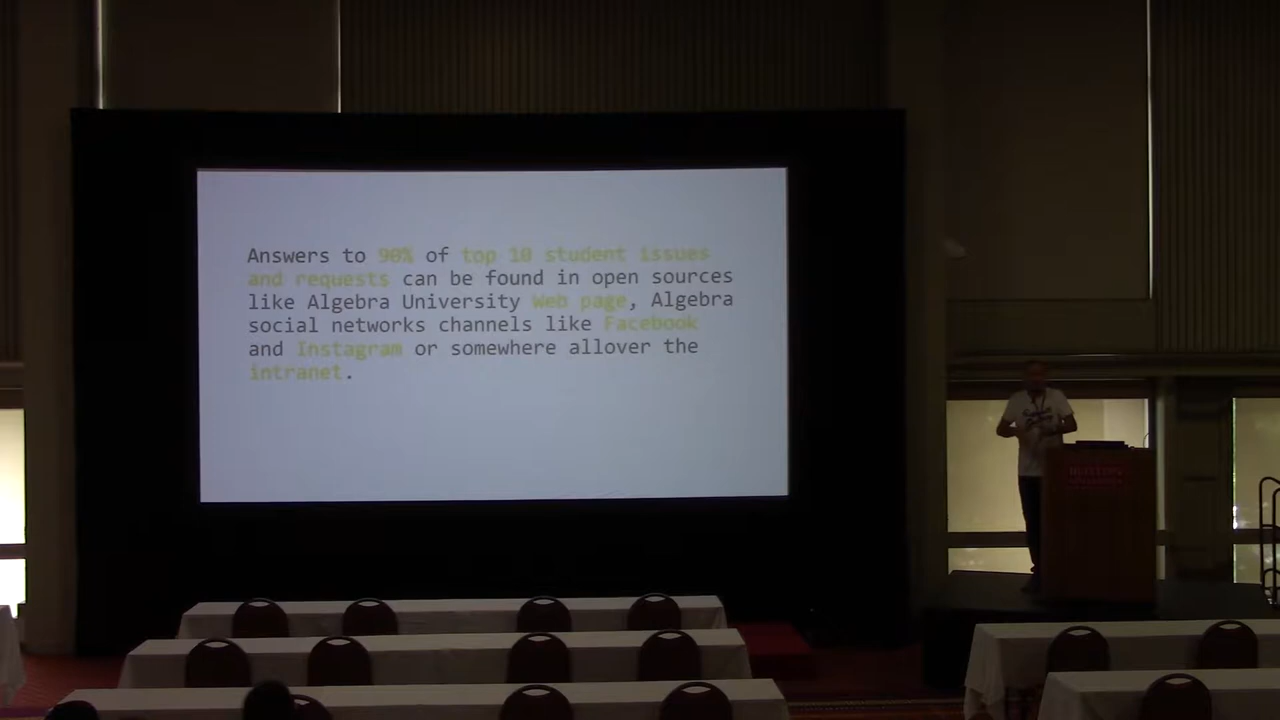 Answers to 90% of top 10 student issues
and requests can be found in open sources
like Algebra University Web page, Algebra
social networks channels like Facebook
and Instagram or somewhere allover the
intranet.